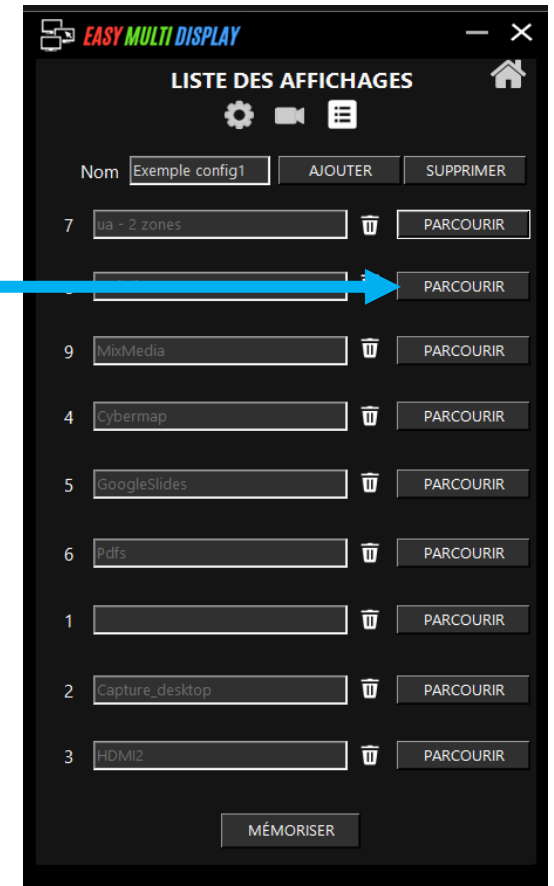 EASY MULTI DISPLAY
LISTE DES AFFICHAGES
Nom Exemple config1 AJOUTER SUPPRIMER
7 ua - 2 zones PARCOURIR
PARCOURIR
9 MixMedia PARCOURIR
4 Cybermap PARCOURIR
5 GoogleSlides PARCOURIR
6 Pdfs PARCOURIR
1 PARCOURIR
2 Capture_desktop PARCOURIR
3 HDMI2 PARCOURIR
MÉMORISER